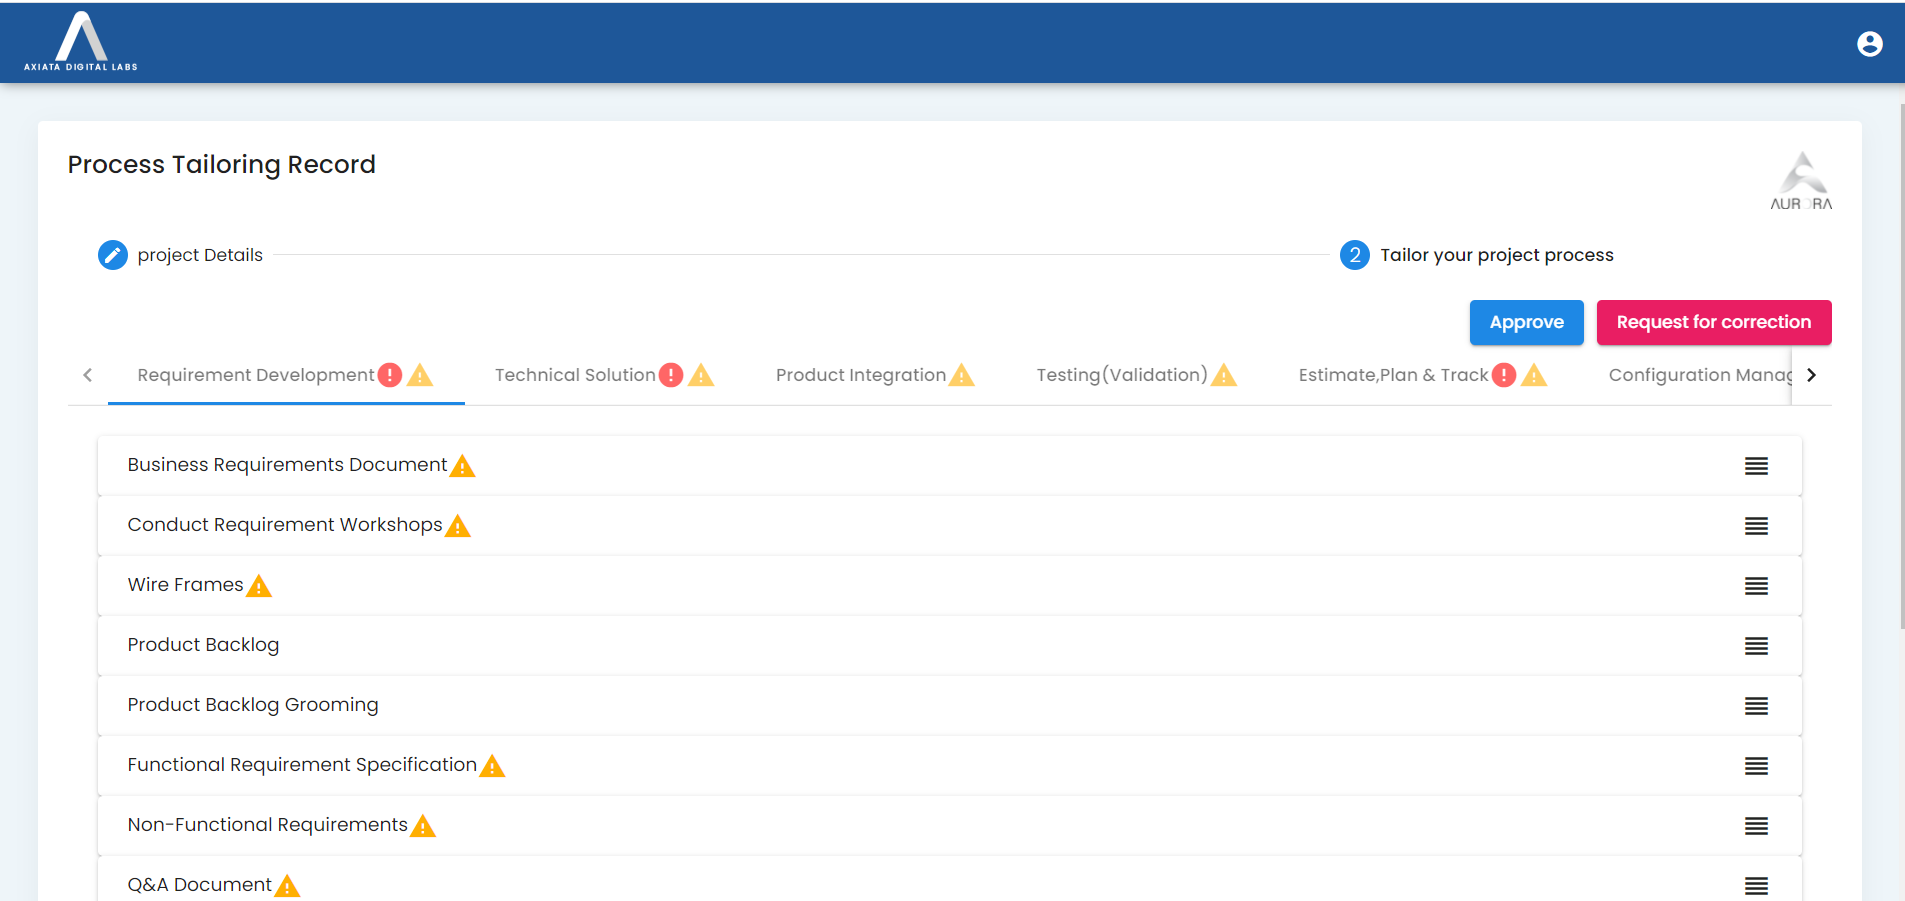 AXIATA DIGITAL LABS
Process Tailoring Record
AURORA
project Details
2 Tailor your project process
Approve Request for correction
Requirement Development Technical Solution Product Integration Testing(Validation) Estimate,Plan & Track Configuration Manag
Business Requirements Document
Conduct Requirement Workshops
Wire Frames
Product Backlog
Product Backlog Grooming
Functional Requirement Specification
Non-Functional Requirements
Q&A Document